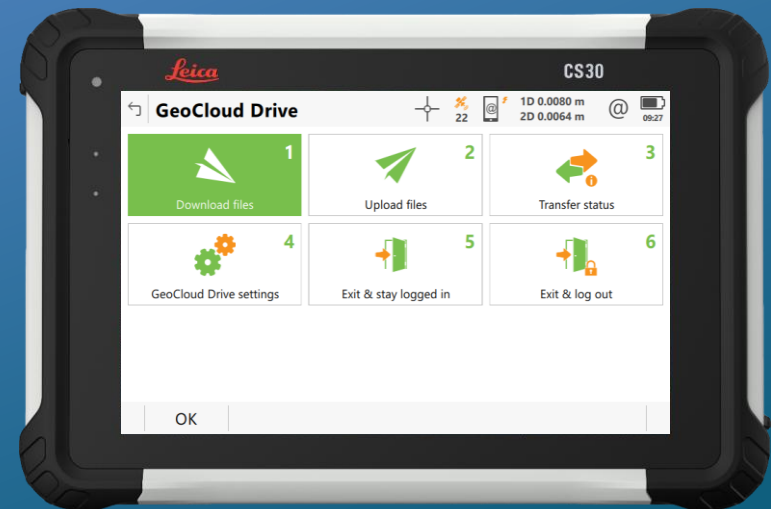 Leica
CS30
GeoCloud Drive
22
@
1D 0.0080 m
2D 0.0064 m
@
09:27
1
Download files
2
Upload files
3
Transfer status
4
GeoCloud Drive settings
5
Exit & stay logged in
6
Exit & log out
OK